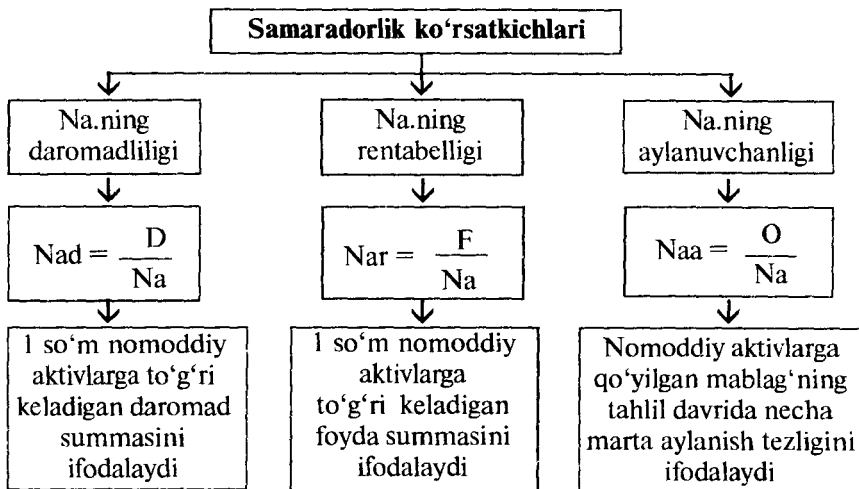 Samaradorlik ko‘rsatkichlari
Na.ning
daromadliligi
Nad = D
Na
1 so‘m nomoddiy
aktivlarga to‘g‘ri
keladigan daromad
summasini
ifodalaydi
Na.ning
rentabelligi
Nar = F
Na
1 so‘m nomoddiy
aktivlarga
to‘g‘ri keladigan
foyda summasini
ifodalaydi
Na.ning
aylanuvchanligi
Naa = O
Na
Nomoddiy aktivlarga
qo‘yilgan mablag‘ning
tahlil davrida necha
marta aylanish tezligini
ifodalaydi